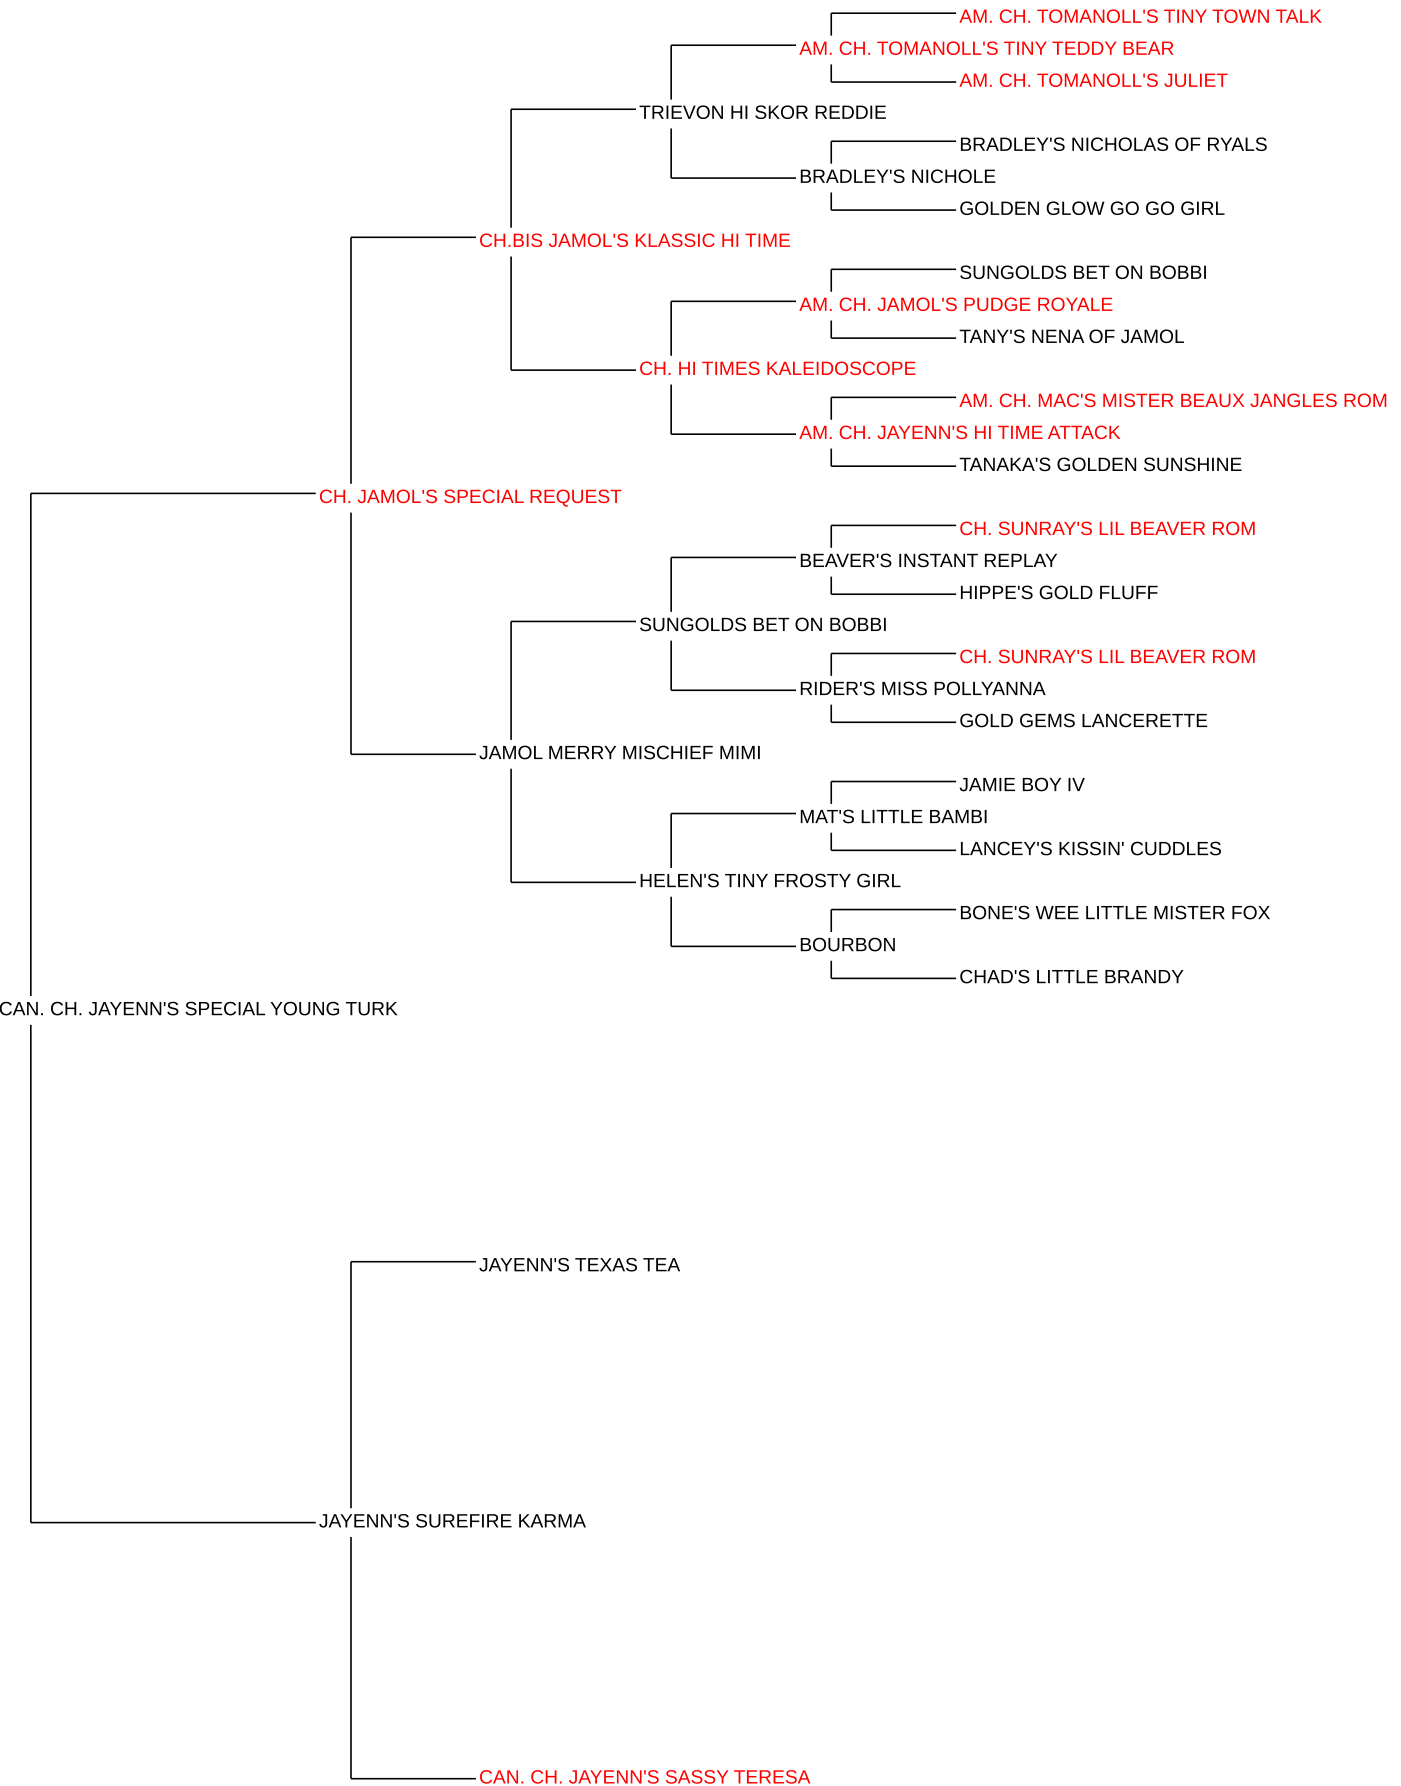 AM. CH. TOMANOLL'S TINY TOWN TALK
AM. CH. TOMANOLL'S TINY TEDDY BEAR
AM. CH. TOMANOLL'S JULIET
TRIEVON HI SKOR REDDIE
BRADLEY'S NICHOLAS OF RYALS
BRADLEY'S NICHOLE
GOLDEN GLOW GO GO GIRL
CH.BIS JAMOL'S KLASSIC HI TIME
SUNGOLDS BET ON BOBBI
AM. CH. JAMOL'S PUDGE ROYALE
TANY'S NENA OF JAMOL
CH. HI TIMES KALEIDOSCOPE
AM. CH. MAC'S MISTER BEAUX JANGLES ROM
AM. CH. JAYENN'S HI TIME ATTACK
TANAKA'S GOLDEN SUNSHINE
CH. JAMOL'S SPECIAL REQUEST
CH. SUNRAY'S LIL BEAVER ROM
BEAVER'S INSTANT REPLAY
HIPPE'S GOLD FLUFF
SUNGOLDS BET ON BOBBI
CH. SUNRAY'S LIL BEAVER ROM
RIDER'S MISS POLLYANNA
GOLD GEMS LANCERETTE
JAMOL MERRY MISCHIEF MIMI
JAMIE BOY IV
MAT'S LITTLE BAMBI
LANCEY'S KISSIN' CUDDLES
HELEN'S TINY FROSTY GIRL
BONE'S WEE LITTLE MISTER FOX
BOURBON
CHAD'S LITTLE BRANDY
CAN. CH. JAYENN'S SPECIAL YOUNG TURK
JAYENN'S TEXAS TEA
JAYENN'S SUREFIRE KARMA
CAN. CH. JAYENN'S SASSY TERESA